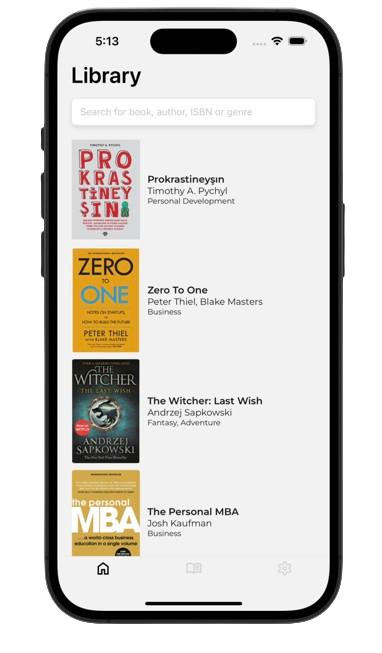 5:13
Library
Search for book, author, ISBN or genre
TIMOTHY A. PYCHYL
PRO
KRAS
TİNEY
ŞİN
Prokrastineyşın
Timothy A. Pychyl
Personal Development
ZERO
TO
ONE
NOTES ON STARTUPS,
OR
HOW TO BUILD THE FUTURE
PETER THIEL
WITH BLAKE MASTERS
Zero To One
Peter Thiel, Blake Masters
Business
THE
WITCHER
THE LAST WISH
ANDRZEJ
SAPKOWSKI
The Witcher: Last Wish
Andrzej Sapkowski
Fantasy, Adventure
the personal
MBA
...a world-class business
education in a single volume
The Personal MBA
Josh Kaufman
Business